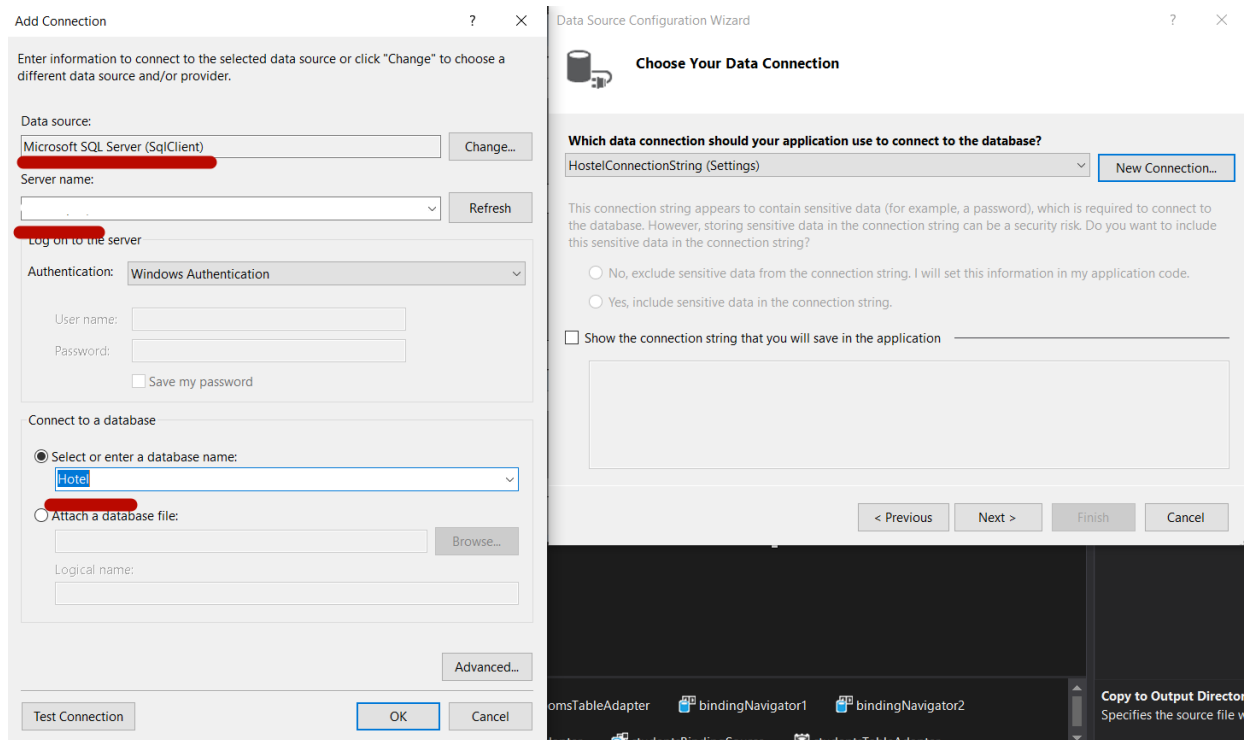 Add Connection
?
Enter information to connect to the selected data source or click "Change" to choose a
different data source and/or provider.
Data source:
Microsoft SQL Server (SqlClient)
Change...
Server name:
Refresh
Log on to the server
Authentication:
Windows Authentication
User name:
Password:
Save my password
Connect to a database
Select or enter a database name:
Hotel
Attach a database file:
Browse...
Logical name:
Advanced...
Test Connection
OK
Cancel
Data Source Configuration Wizard
?
Choose Your Data Connection
Which data connection should your application use to connect to the database?
HostelConnectionString (Settings)
New Connection...
This connection string appears to contain sensitive data (for example, a password), which is required to connect to
the database. However, storing sensitive data in the connection string can be a security risk. Do you want to include
this sensitive data in the connection string?
No, exclude sensitive data from the connection string. I will set this information in my application code.
Yes, include sensitive data in the connection string.
Show the connection string that you will save in the application
< Previous
Next >
Finish
Cancel
omsTableAdapter
bindingNavigator1
bindingNavigator2
Copy to Output Director
Specifies the source file w